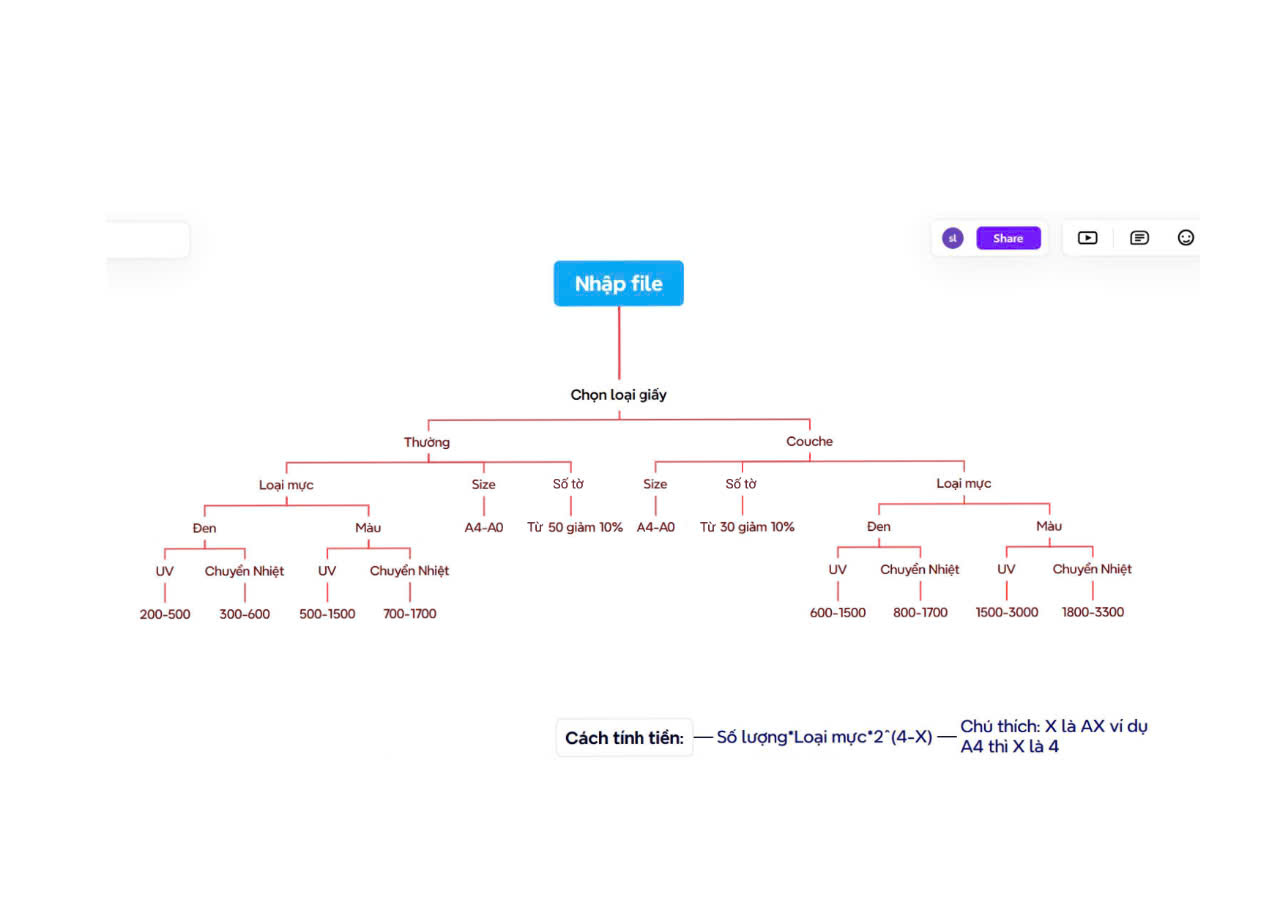 sl
Share
Nhập file
Chọn loại giấy
Thường
Couche
Loại mực
Size
Số tờ
Size
Số tờ
Loại mực
Đen
Màu
A4-A0
Từ 50 giảm 10%
A4-A0
Từ 30 giảm 10%
Đen
Màu
UV
Chuyển Nhiệt
UV
Chuyển Nhiệt
UV
Chuyển Nhiệt
UV
Chuyển Nhiệt
200-500
300-600
500-1500
700-1700
600-1500
800-1700
1500-3000
1800-3300
Cách tính tiền:
Số lượng*Loại mực*2^(4-X)
Chú thích: X là AX ví dụ
A4 thì X là 4